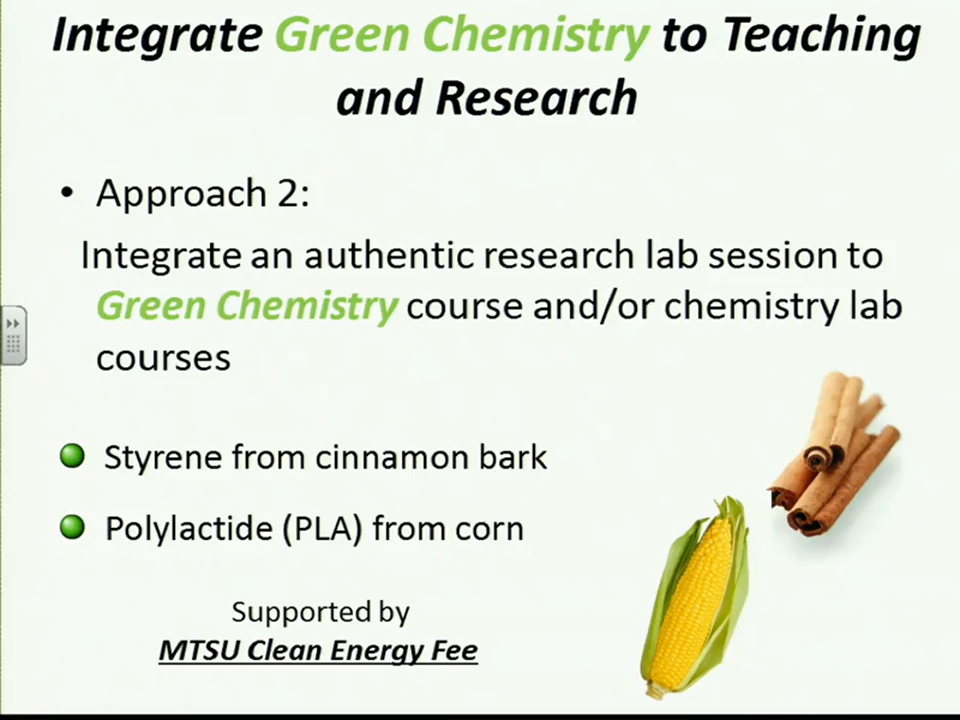 Integrate Green Chemistry to Teaching
and Research
• Approach 2:
Integrate an authentic research lab session to
Green Chemistry course and/or chemistry lab
courses
Styrene from cinnamon bark
Polylactide (PLA) from corn
Supported by
MTSU Clean Energy Fee